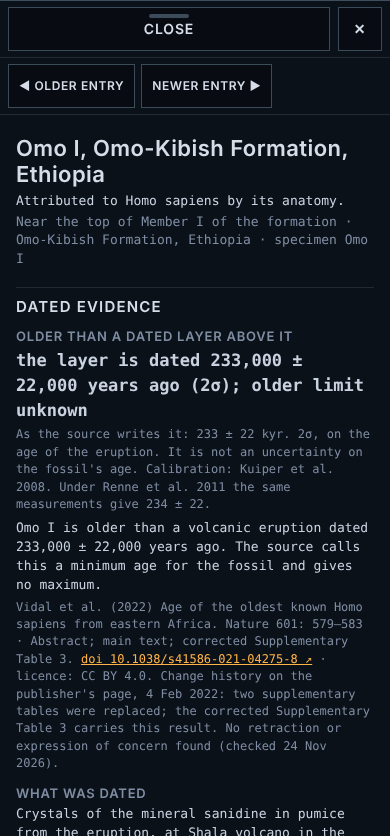 CLOSE
×
◀ OLDER ENTRY
NEWER ENTRY ▶
Omo I, Omo-Kibish Formation,
Ethiopia
Attributed to Homo sapiens by its anatomy.
Near the top of Member I of the formation ·
Omo-Kibish Formation, Ethiopia · specimen Omo
I
DATED EVIDENCE
OLDER THAN A DATED LAYER ABOVE IT
the layer is dated 233,000 ±
22,000 years ago (2σ); older limit
unknown
As the source writes it: 233 ± 22 kyr. 2σ, on the
age of the eruption. It is not an uncertainty on
the fossil's age. Calibration: Kuiper et al.
2008. Under Renne et al. 2011 the same
measurements give 234 ± 22.
Omo I is older than a volcanic eruption dated
233,000 ± 22,000 years ago. The source calls
this a minimum age for the fossil and gives
no maximum.
Vidal et al. (2022) Age of the oldest known Homo
sapiens from eastern Africa. Nature 601: 579–583
· Abstract; main text; corrected Supplementary
Table 3. doi 10.1038/s41586-021-04275-8 ↗ ·
licence: CC BY 4.0. Change history on the
publisher's page, 4 Feb 2022: two supplementary
tables were replaced; the corrected Supplementary
Table 3 carries this result. No retraction or
expression of concern found (checked 24 Nov
2026).
WHAT WAS DATED
Crystals of the mineral sanidine in pumice
from the eruption, at Shala volcano in the